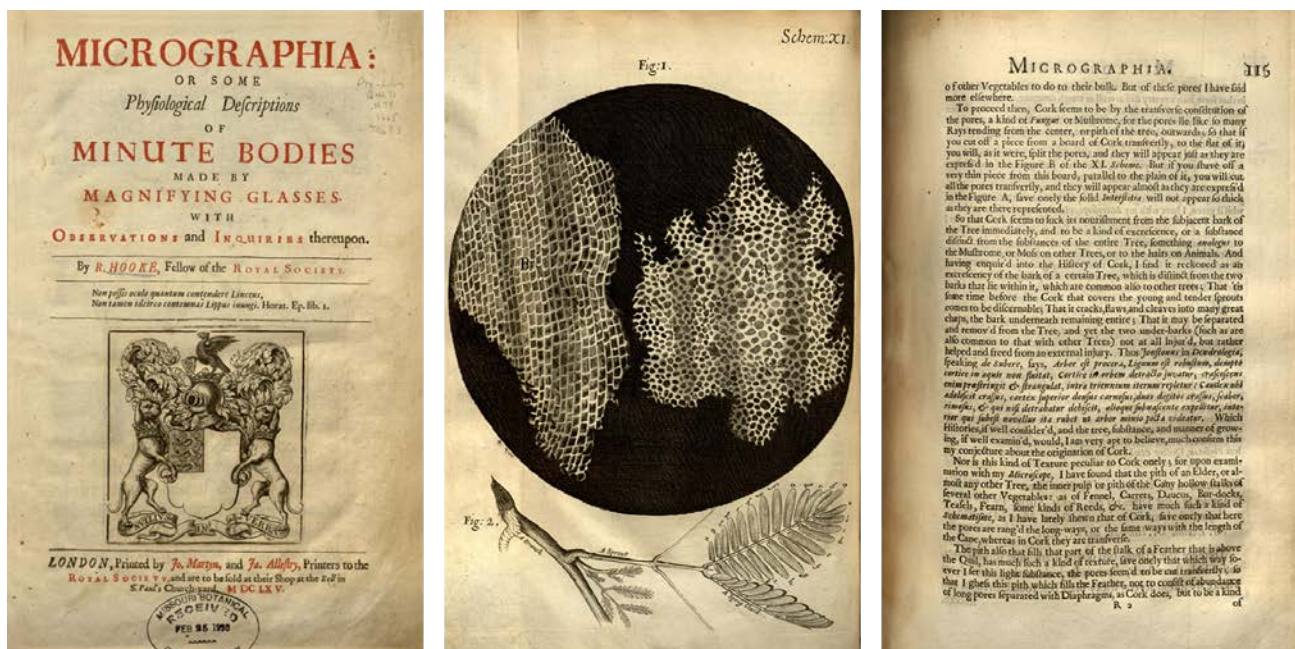 MICROGRAPHIA:
OR SOME
Phyſiological Deſcriptions
OF
MINUTE BODIES
MADE BY
MAGNIFYING GLASSES.
WITH
OBSERVATIONS and INQUIRIES thereupon.
By R. HOOKE, Fellow of the ROYAL SOCIETY.
Non poſſis oculo quantum contendere Linceus,
Non tamen idcirco contemnas Lippus inungi. Horat. Ep. lib. 1.
LONDON, Printed by Jo. Martyn, and Ja. Alleſtry, Printers to the
ROYAL SOCIETY, and are to be ſold at their Shop at the Bell in
S. Paul's Church-yard. M DC LX V.
MISSOURI BOTANICAL
RECEIVED
FEB 25 19
Schem: XI.
Fig: 1.
B
A
Fig: 2.
A Sprout
MICROGRAPHIA. 115
of other Vegetables to do to their bulk. But of theſe pores I have ſaid
more elſewhere.
To proceed then, Cork ſeems to be by the tranſverſe conſtitution of
the pores, a kind of Fungus or Muſhrome, for the pores lie like ſo many
Rays tending from the center, or pith of the tree, outwards; ſo that if
you cut off a piece from a board of Cork tranſverſly, to the flat of it,
you will, as it were, ſplit the pores, and they will appear juſt as they are
expreſs'd in the Figure B of the XI. Scheme. But if you ſhave off a
very thin piece from this board, parallel to the plain of it, you will cut
all the pores tranſverſly, and they will appear almoſt as they are expreſs'd
in the Figure A, ſave onely the ſolid Interſtitia will not appear ſo thick
as they are there repreſented.
So that Cork ſeems to ſuck its nouriſhment from the ſubjacent bark of
the Tree immediately, and to be a kind of excreſcence, or a ſubſtance
diſtinct from the ſubſtances of the entire Tree, ſomething analogus to
the Muſhrome, or Moſs on other Trees, or to the hairs on Animals. And
having enquir'd into the Hiſtory of Cork, I find it reckoned as an
excreſcency of the bark of a certain Tree, which is diſtinct from the two
barks that lie within it, which are common alſo to other trees; That 'tis
ſome time before the Cork that covers the young and tender ſprouts
comes to be diſcernable; That it cracks, flaws, and cleaves into many great
chaps, the bark underneath remaining entire; That it may be ſeparated
and remov'd from the Tree, and yet the two under-barks (ſuch as are
alſo common to that with other Trees) not at all injur'd, but rather
helped and freed from an external injury. Thus Jonſtonus in Dendrologia,
ſpeaking de Subere, ſays, Arbor eſt procera, Lignum eſt robuſtum, dempto
cortice in aquis non fluitat, Cortice in orbem detracto juvatur, craſceſcens
enim præſtringit & ſtrangulat, intra triennium iterum repletur: Caudex ubi
adoleſcit craſſus, cortex ſuperior denſus carnoſus, duos digitos craſſus, ſcaber,
rimoſus, & qui niſi detrahatur dehiſcit, alioque ſubnaſcente expellitur, inte-
rior qui ſubeſt novellus ita rubet ut arbor minio picta videatur. Which
Hiſtories, if well conſider'd, and the tree, ſubſtance, and manner of grow-
ing, if well examin'd, would, I am very apt to believe, much confirm this
my conjecture about the origination of Cork.
Nor is this kind of Texture peculiar to Cork onely; for upon exami-
nation with my Microſcope, I have found that the pith of an Elder, or al-
moſt any other Tree, the inner pulp or pith of the Cany hollow ſtalks of
ſeveral other Vegetables: as of Fennel, Carrets, Daucus, Bur-docks,
Teaſels, Fearn, ſome kinds of Reeds, &c. have much ſuch a kind of
Schematiſme, as I have lately ſhewn that of Cork, ſave onely that here
the pores are rang'd the long-ways, or the ſame ways with the length of
the Cane, whereas in Cork they are tranſverſe.
The pith alſo that fills that part of the ſtalk of a Feather that is above
the Quil, has much ſuch a kind of texture, ſave onely that which way ſo-
ever I ſet this light ſubſtance, the pores ſeem'd to be cut tranſverſly; ſo
that I gheſs this pith which fills the Feather, not to conſiſt of abundance
of long pores ſeparated with Diaphragms, as Cork does, but to be a kind
R 2 of